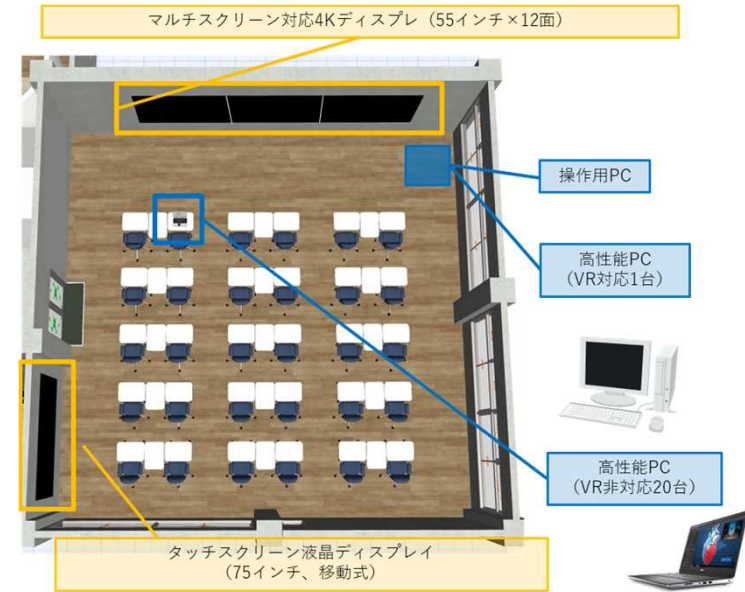 マルチスクリーン対応4Kディスプレ（55インチ×12面）
操作用PC
高性能PC
（VR対応1台）
高性能PC
（VR非対応20台）
タッチスクリーン液晶ディスプレイ
（75インチ、移動式）